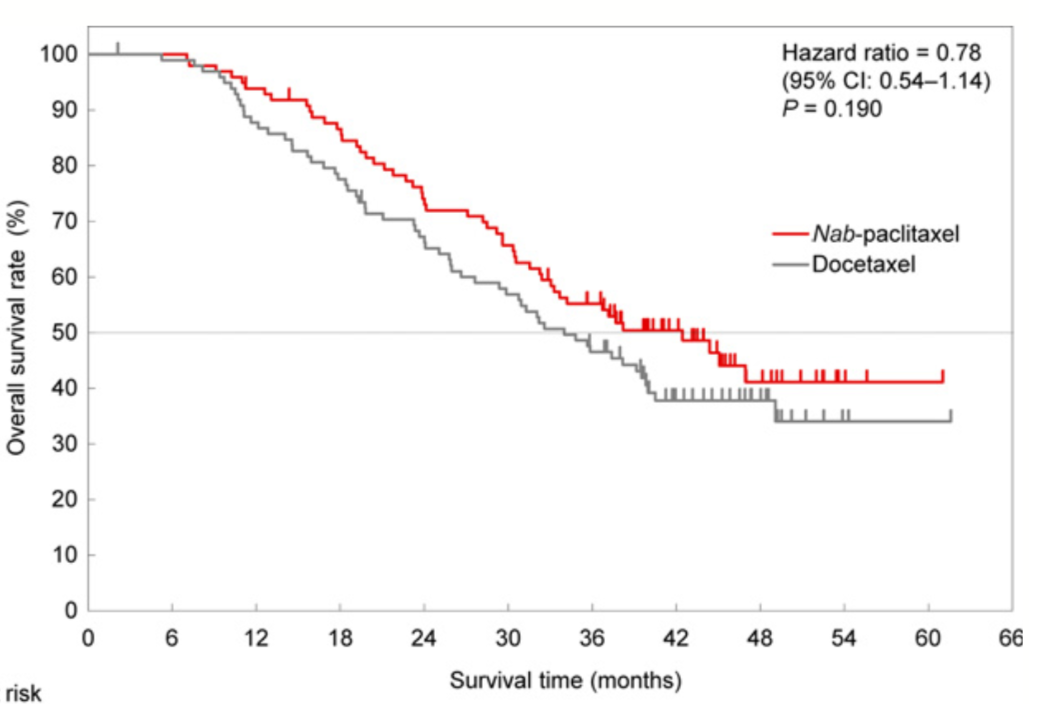 Hazard ratio = 0.78
(95% CI: 0.54–1.14)
P = 0.190
Nab-paclitaxel
Docetaxel
Overall survival rate (%)
100
90
80
70
60
50
40
30
20
10
0
0 6 12 18 24 30 36 42 48 54 60 66
Survival time (months)
risk